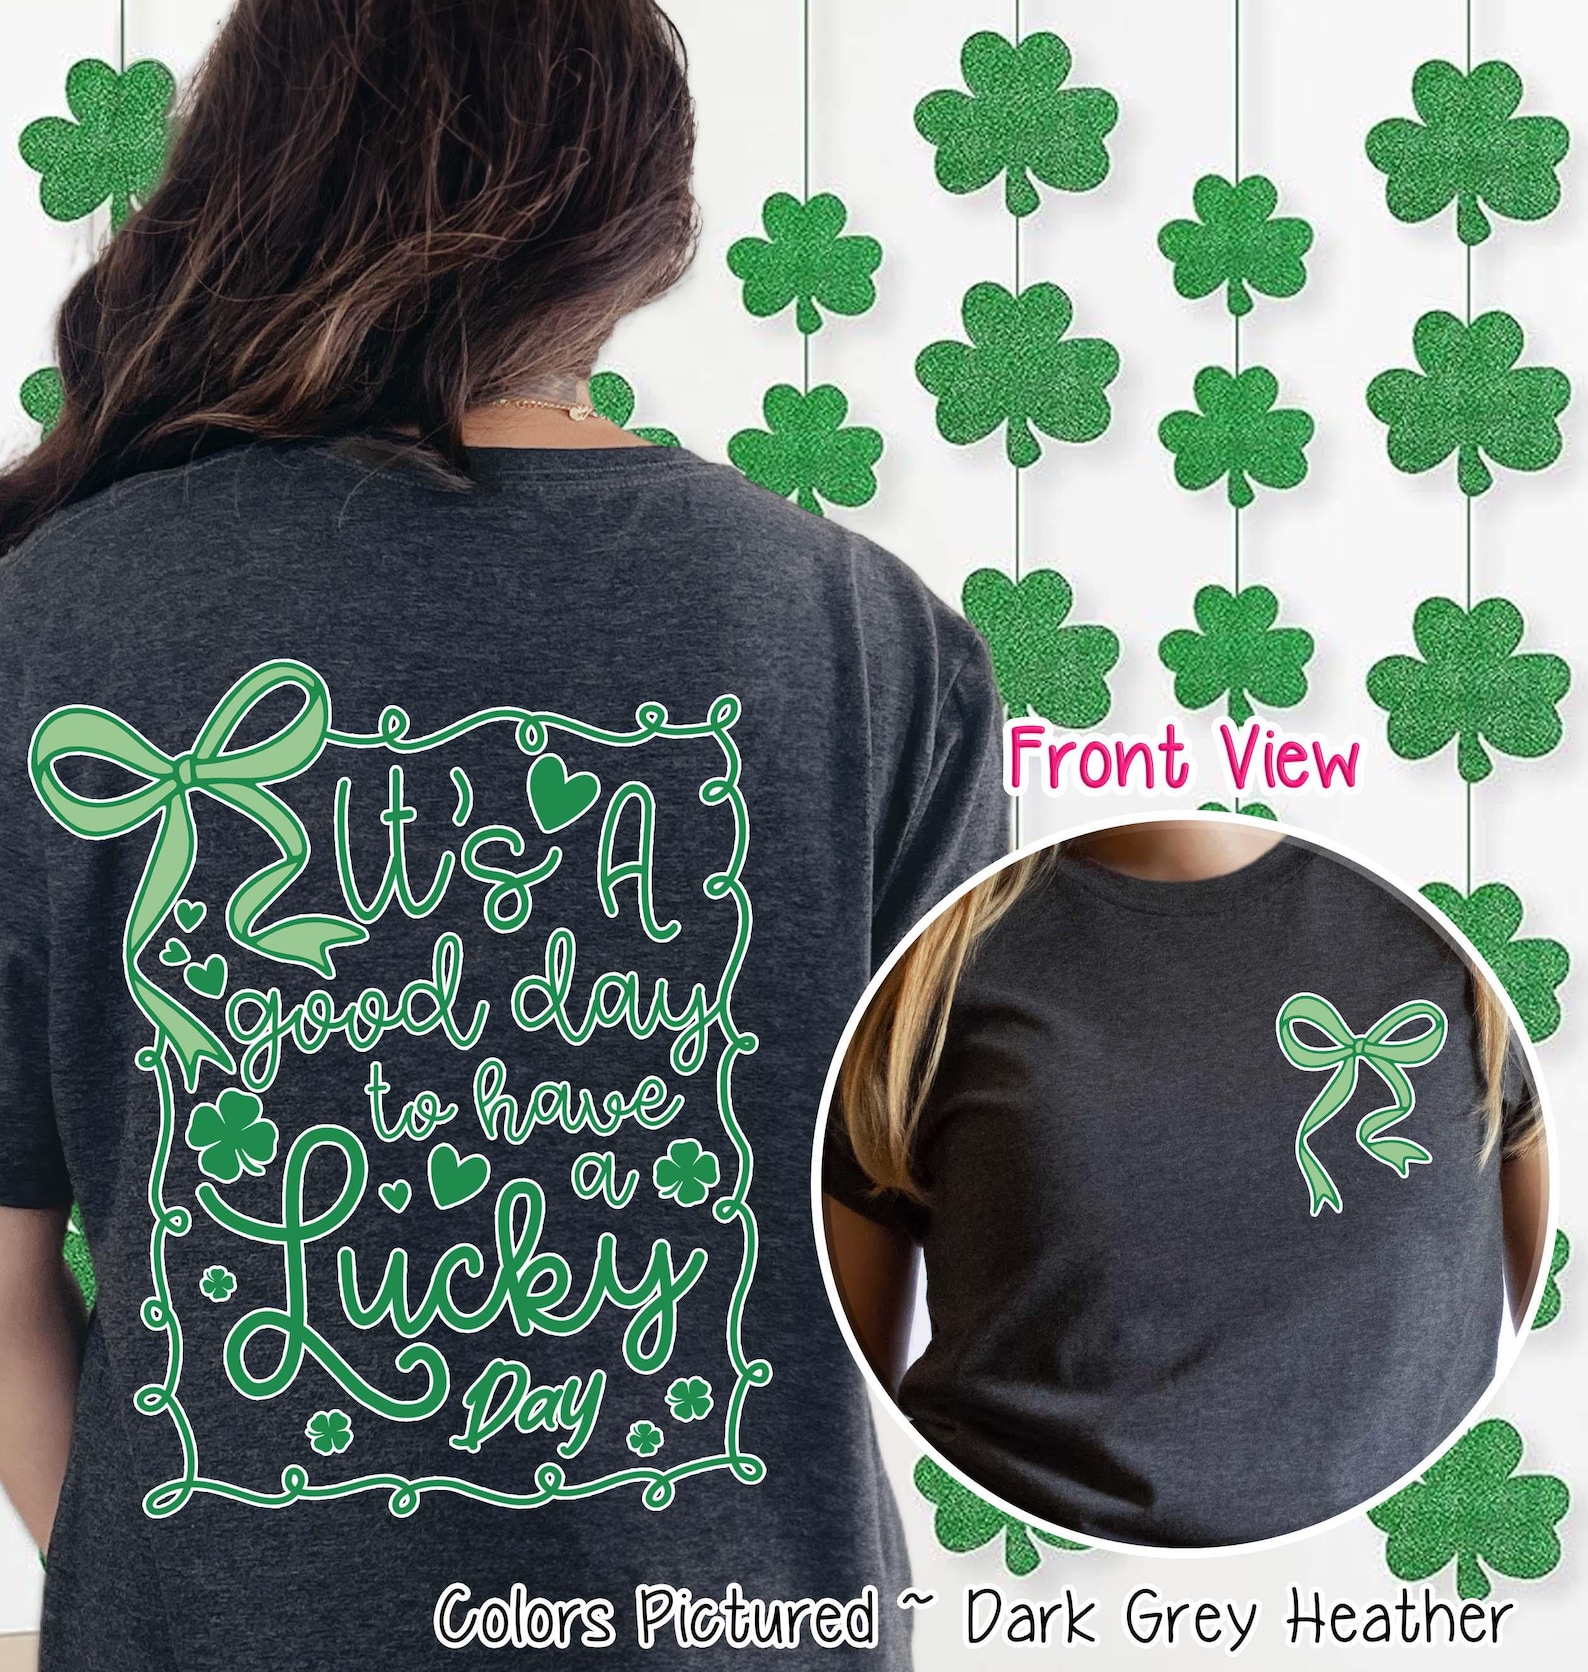 It's A
good day
to have
a
Lucky
Day
Front View
Colors Pictured ~ Dark Grey Heather